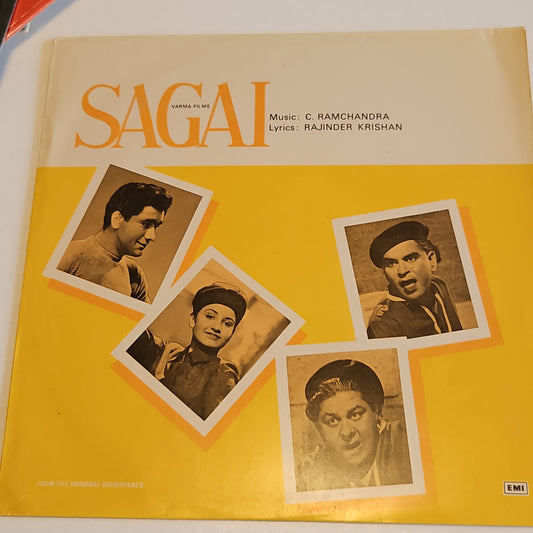 VARMA FILMS
SAGAI
Music: C. RAMCHANDRA
Lyrics: RAJINDER KRISHAN
FROM THE ORIGINAL SOUNDTRACK
EMI